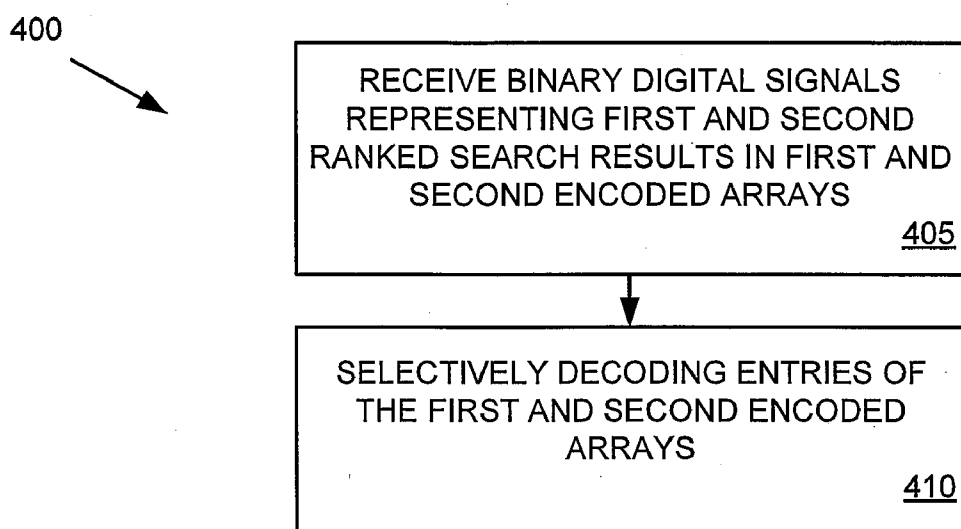 400
RECEIVE BINARY DIGITAL SIGNALS
REPRESENTING FIRST AND SECOND
RANKED SEARCH RESULTS IN FIRST AND
SECOND ENCODED ARRAYS
405
SELECTIVELY DECODING ENTRIES OF
THE FIRST AND SECOND ENCODED
ARRAYS
410